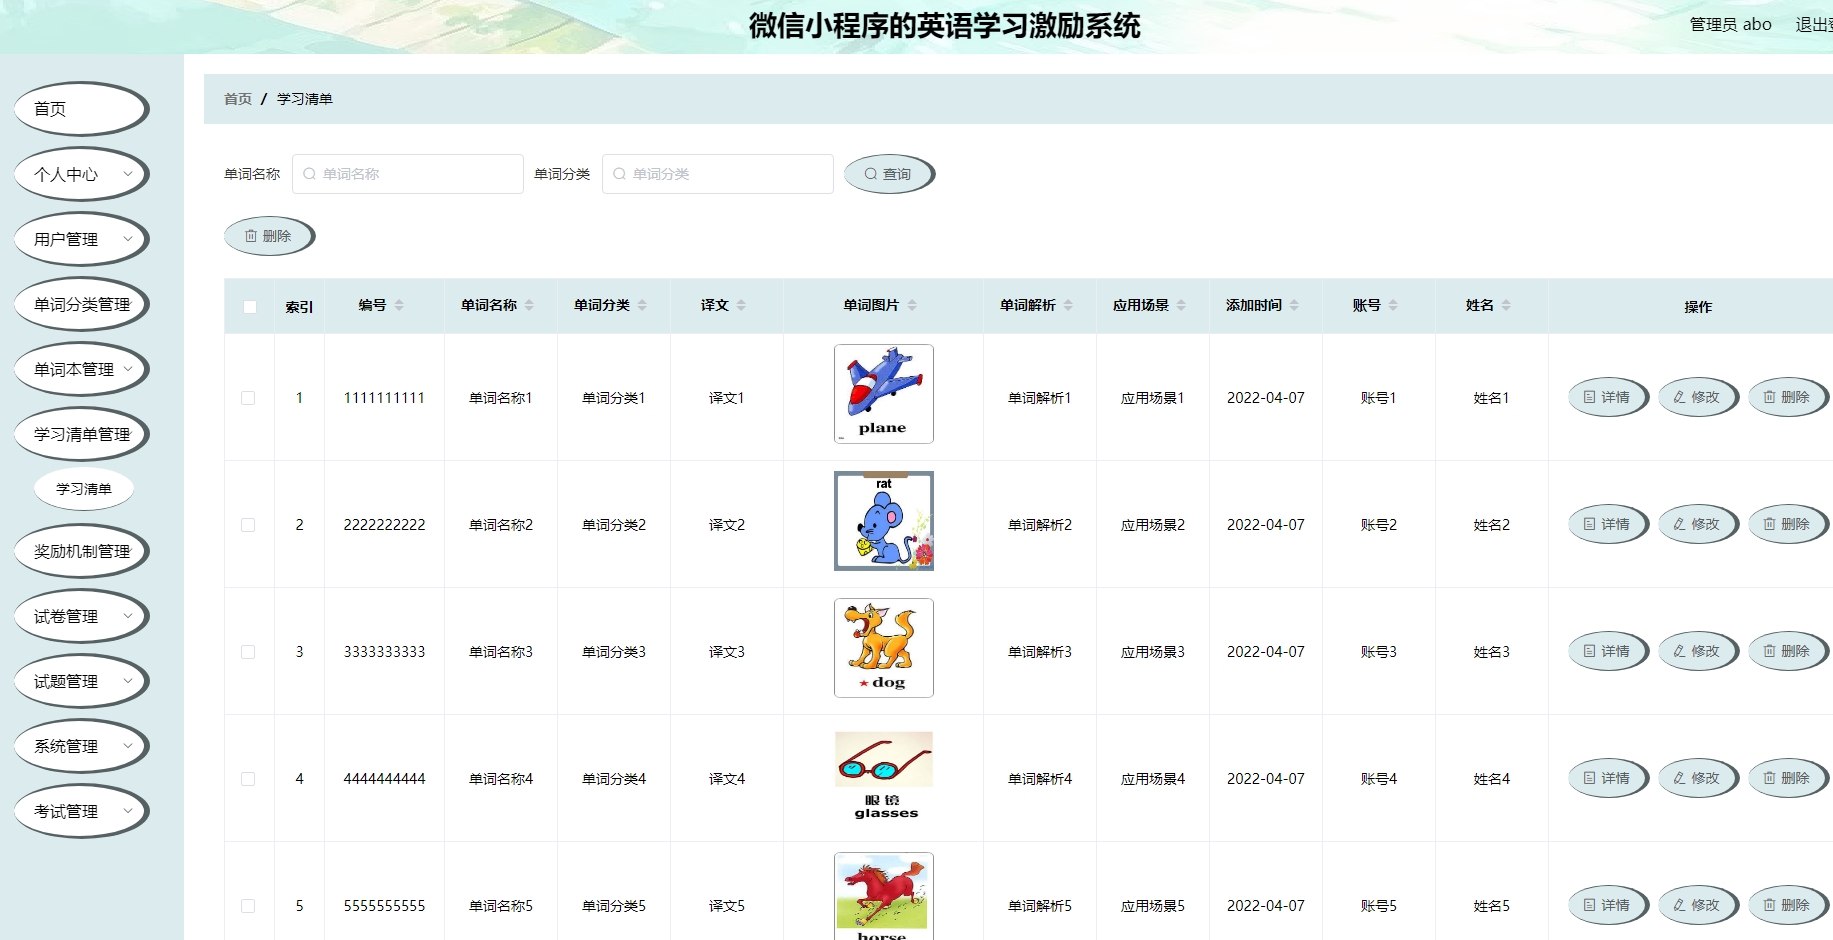 微信小程序的英语学习激励系统
管理员 abo 退出
首页
个人中心
用户管理
单词分类管理
单词本管理
学习清单管理
学习清单
奖励机制管理
试卷管理
试题管理
系统管理
考试管理
首页 / 学习清单
单词名称 单词名称 单词分类 单词分类 查询
删除
索引 编号 单词名称 单词分类 译文 单词图片 单词解析 应用场景 添加时间 账号 姓名 操作
1 1111111111 单词名称1 单词分类1 译文1 plane 单词解析1 应用场景1 2022-04-07 账号1 姓名1 详情 修改 删除
2 2222222222 单词名称2 单词分类2 译文2 rat 单词解析2 应用场景2 2022-04-07 账号2 姓名2 详情 修改 删除
3 3333333333 单词名称3 单词分类3 译文3 dog 单词解析3 应用场景3 2022-04-07 账号3 姓名3 详情 修改 删除
4 4444444444 单词名称4 单词分类4 译文4 眼镜 glasses 单词解析4 应用场景4 2022-04-07 账号4 姓名4 详情 修改 删除
5 5555555555 单词名称5 单词分类5 译文5 horse 单词解析5 应用场景5 2022-04-07 账号5 姓名5 详情 修改 删除